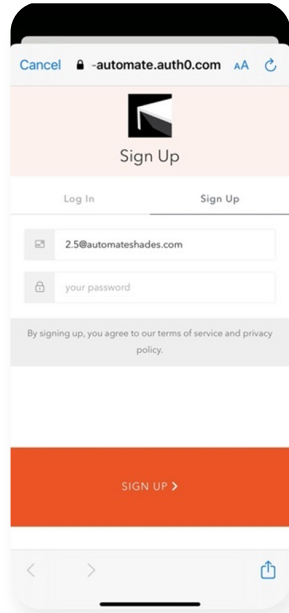 Cancel -automate.auth0.com AA
Sign Up
Log In Sign Up
2.5@automateshades.com
your password
By signing up, you agree to our terms of service and privacy
policy.
SIGN UP >